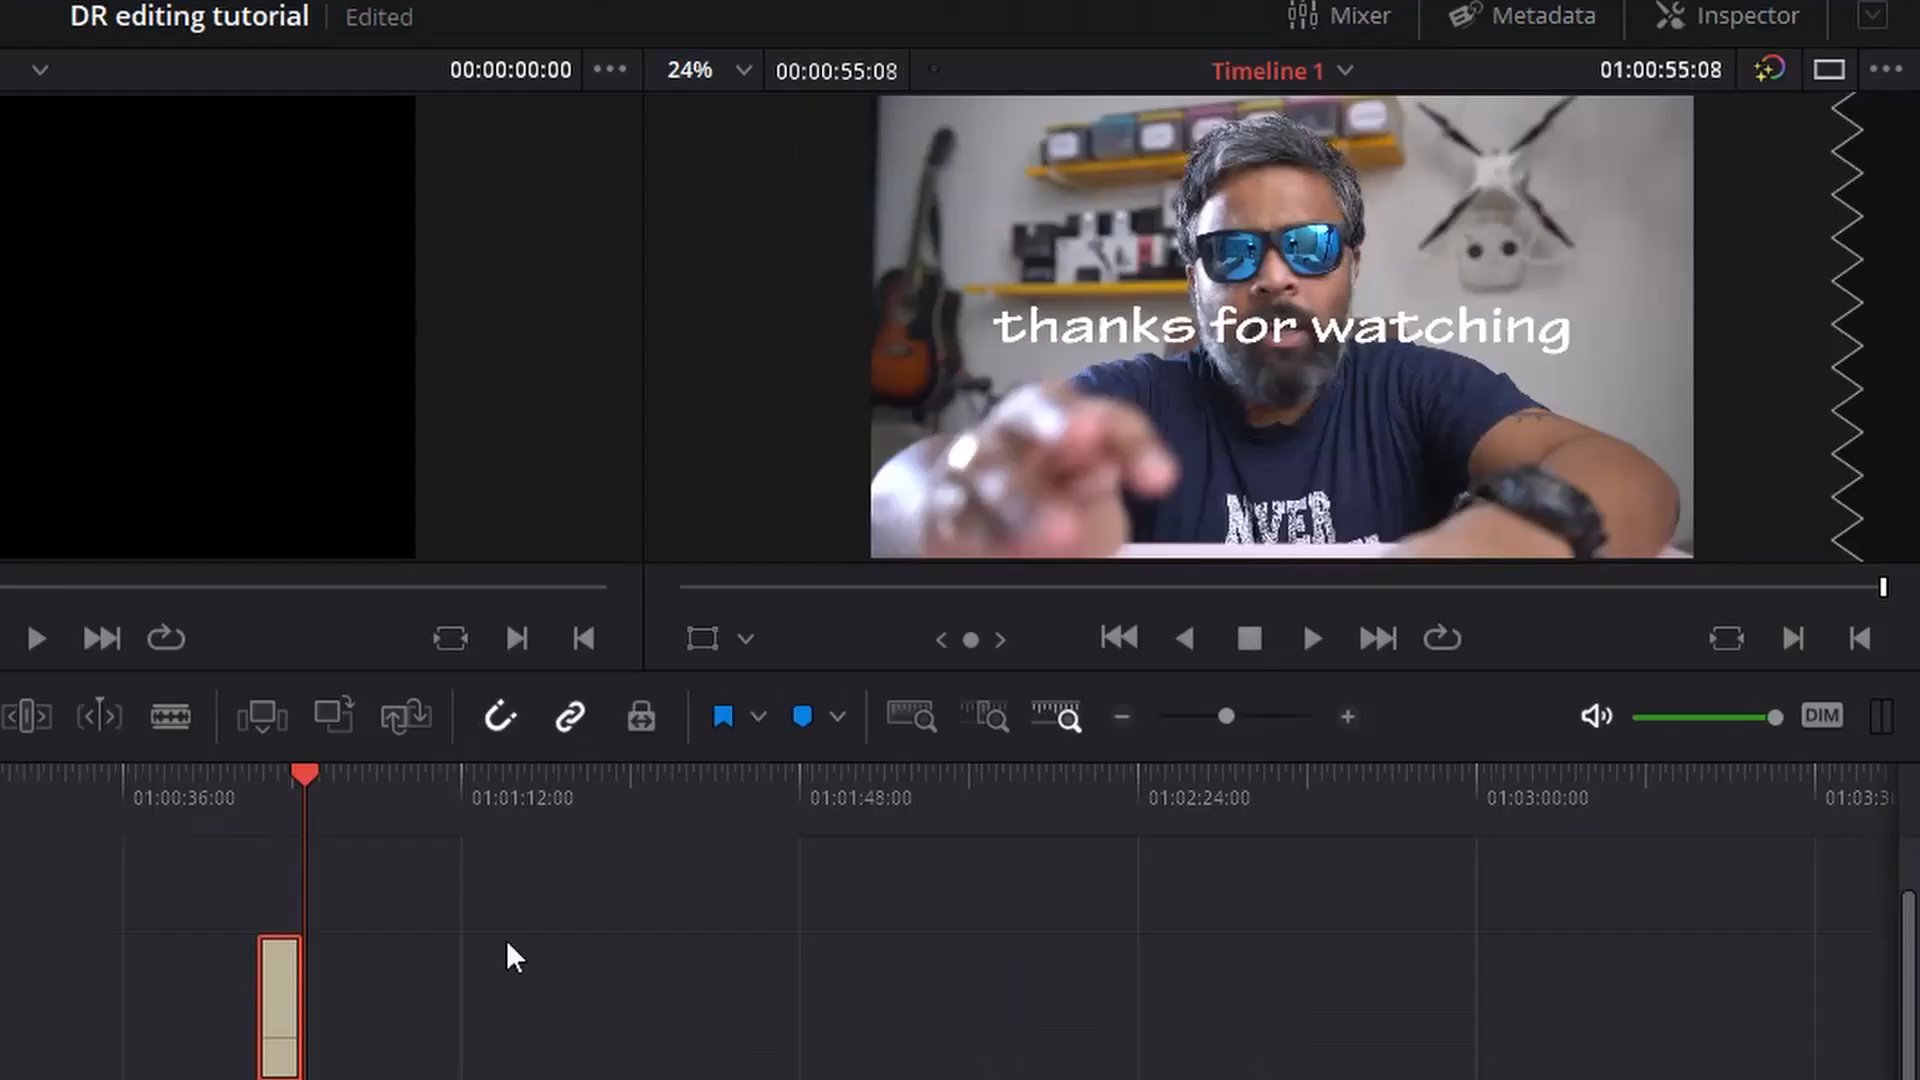 DR editing tutorial Edited Mixer Metadata Inspector
00:00:00:00 24% 00:00:55:08 Timeline 1 01:00:55:08
thanks for watching
DIM
01:00:36:00 01:01:12:00 01:01:48:00 01:02:24:00 01:03:00:00